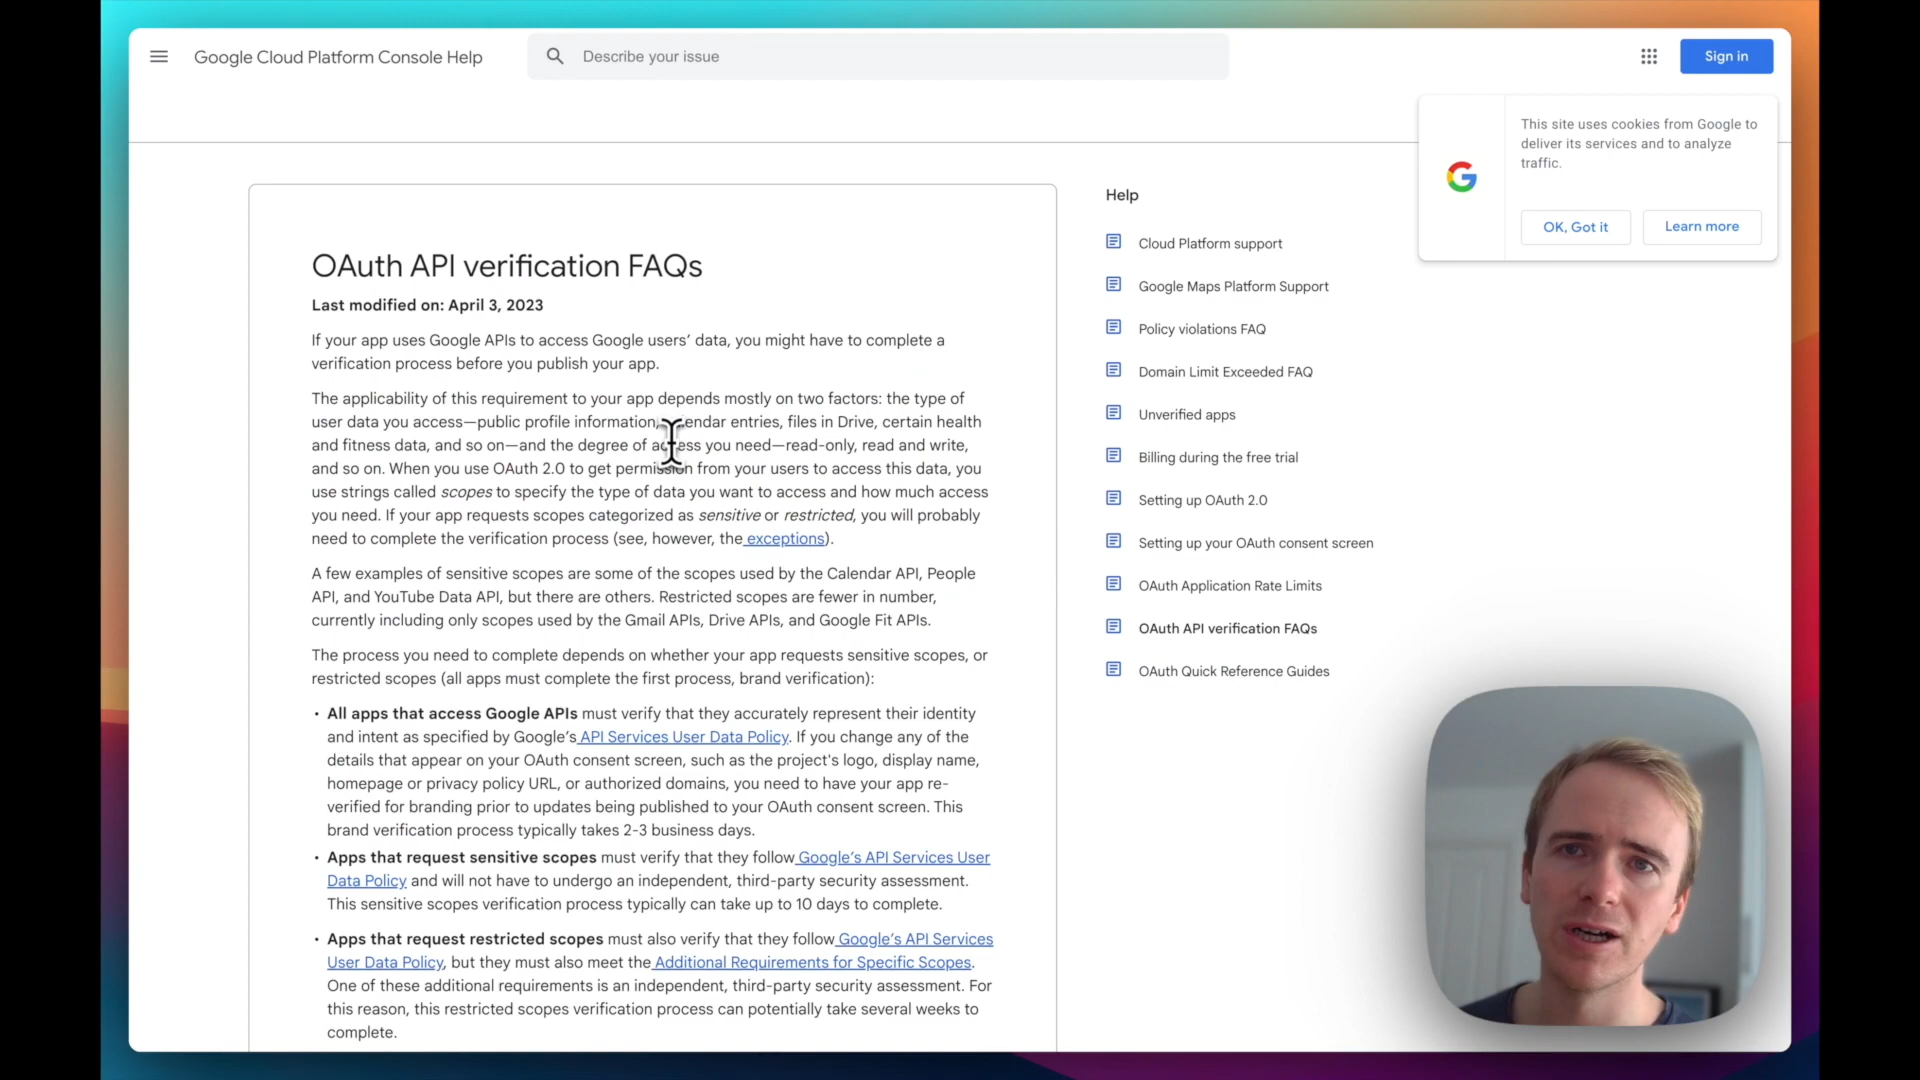 Google Cloud Platform Console Help
Describe your issue
Sign in
This site uses cookies from Google to
deliver its services and to analyze
traffic.
OK, Got it
Learn more
OAuth API verification FAQs
Last modified on: April 3, 2023
If your app uses Google APIs to access Google users’ data, you might have to complete a
verification process before you publish your app.
The applicability of this requirement to your app depends mostly on two factors: the type of
user data you access—public profile information, endar entries, files in Drive, certain health
and fitness data, and so on—and the degree of access you need—read-only, read and write,
and so on. When you use OAuth 2.0 to get permission from your users to access this data, you
use strings called scopes to specify the type of data you want to access and how much access
you need. If your app requests scopes categorized as sensitive or restricted, you will probably
need to complete the verification process (see, however, the exceptions).
A few examples of sensitive scopes are some of the scopes used by the Calendar API, People
API, and YouTube Data API, but there are others. Restricted scopes are fewer in number,
currently including only scopes used by the Gmail APIs, Drive APIs, and Google Fit APIs.
The process you need to complete depends on whether your app requests sensitive scopes, or
restricted scopes (all apps must complete the first process, brand verification):
• All apps that access Google APIs must verify that they accurately represent their identity
and intent as specified by Google’s API Services User Data Policy. If you change any of the
details that appear on your OAuth consent screen, such as the project's logo, display name,
homepage or privacy policy URL, or authorized domains, you need to have your app re-
verified for branding prior to updates being published to your OAuth consent screen. This
brand verification process typically takes 2-3 business days.
• Apps that request sensitive scopes must verify that they follow Google’s API Services User
Data Policy and will not have to undergo an independent, third-party security assessment.
This sensitive scopes verification process typically can take up to 10 days to complete.
• Apps that request restricted scopes must also verify that they follow Google’s API Services
User Data Policy, but they must also meet the Additional Requirements for Specific Scopes.
One of these additional requirements is an independent, third-party security assessment. For
this reason, this restricted scopes verification process can potentially take several weeks to
complete.
Help
Cloud Platform support
Google Maps Platform Support
Policy violations FAQ
Domain Limit Exceeded FAQ
Unverified apps
Billing during the free trial
Setting up OAuth 2.0
Setting up your OAuth consent screen
OAuth Application Rate Limits
OAuth API verification FAQs
OAuth Quick Reference Guides